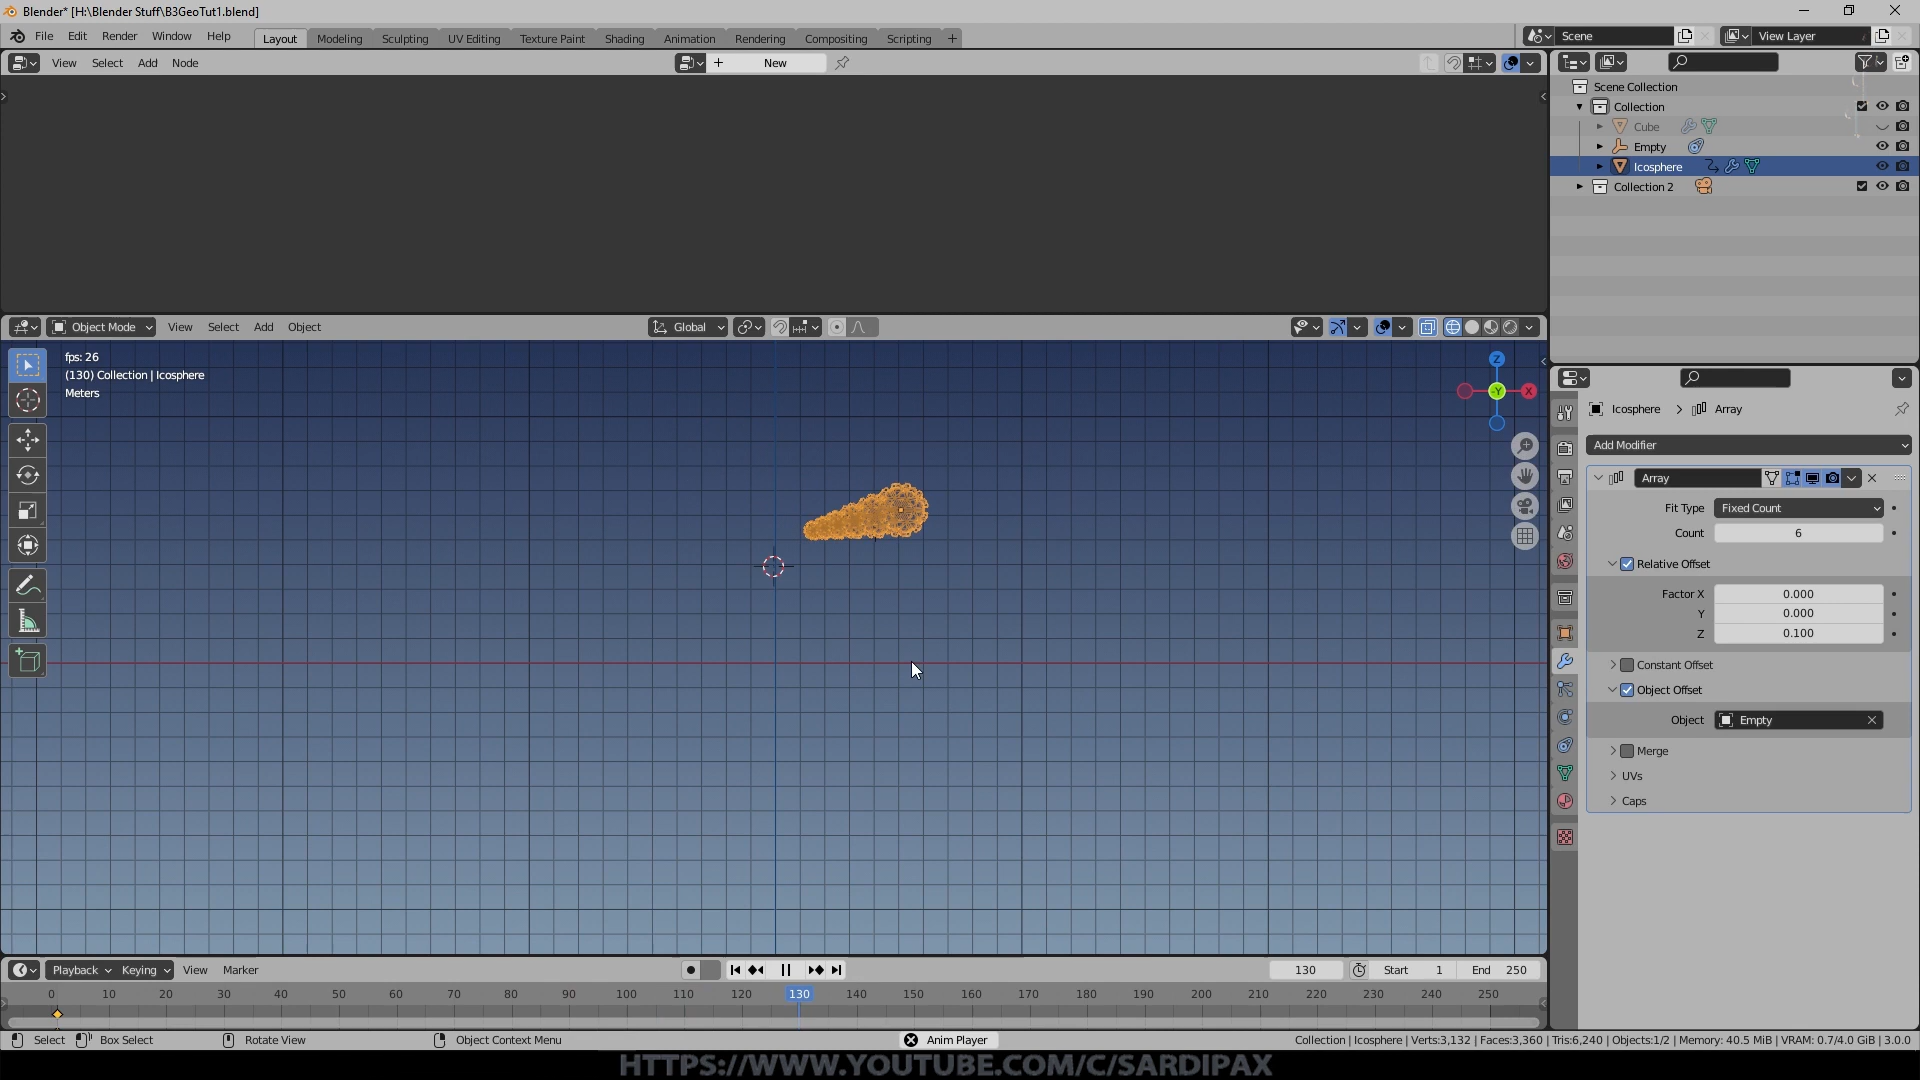 Blender* [H:\Blender Stuff\B3GeoTut1.blend]
File Edit Render Window Help Layout Modeling Sculpting UV Editing Texture Paint Shading Animation Rendering Compositing Scripting + Scene View Layer
View Select Add Node + New
Scene Collection
Collection
Cube
Empty
Icosphere
Collection 2
Object Mode View Select Add Object Global
fps: 26
(130) Collection | Icosphere
Meters
Z
Y
X
Icosphere > Array
Add Modifier
Array
Fit Type Fixed Count
Count 6
Relative Offset
Factor X 0.000
Y 0.000
Z 0.100
Constant Offset
Object Offset
Object Empty
Merge
UVs
Caps
Playback Keying View Marker 130 Start 1 End 250
0 10 20 30 40 50 60 70 80 90 100 110 120 130 140 150 160 170 180 190 200 210 220 230 240 250
Select Box Select Rotate View Object Context Menu Anim Player Collection | Icosphere | Verts:3,132 | Faces:3,360 | Tris:6,240 | Objects:1/2 | Memory: 40.5 MiB | VRAM: 0.7/4.0 GiB | 3.0.0
HTTPS://WWW.YOUTUBE.COM/C/SARDIPAX